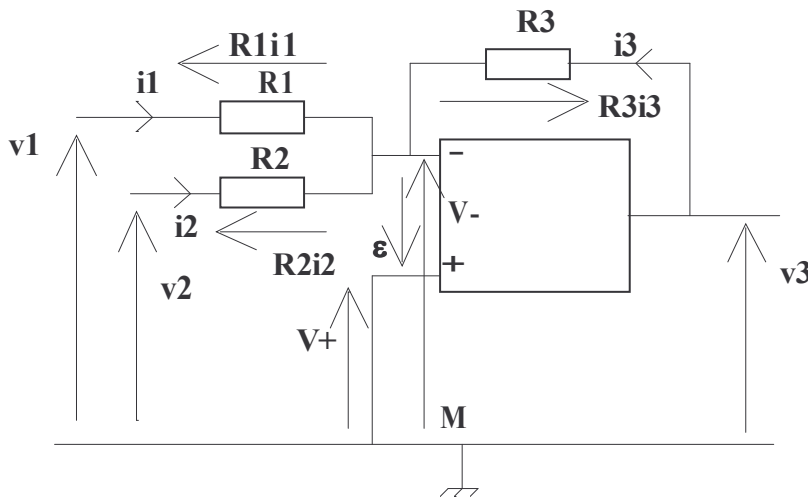 R3
R1i1
i3
i1
R1
R3i3
v1
R2
−
V-
i2
ε
R2i2
+
v2
v3
V+
M